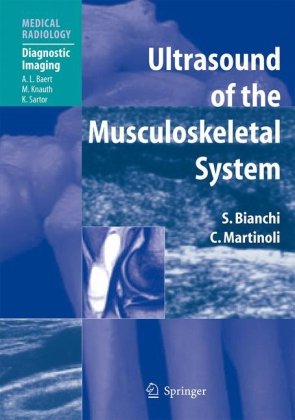 MEDICAL
RADIOLOGY
Diagnostic
Imaging
A. L. Baert
M. Knauth
K. Sartor
Ultrasound
of the
Musculoskeletal
System
S. Bianchi
C. Martinoli
Springer